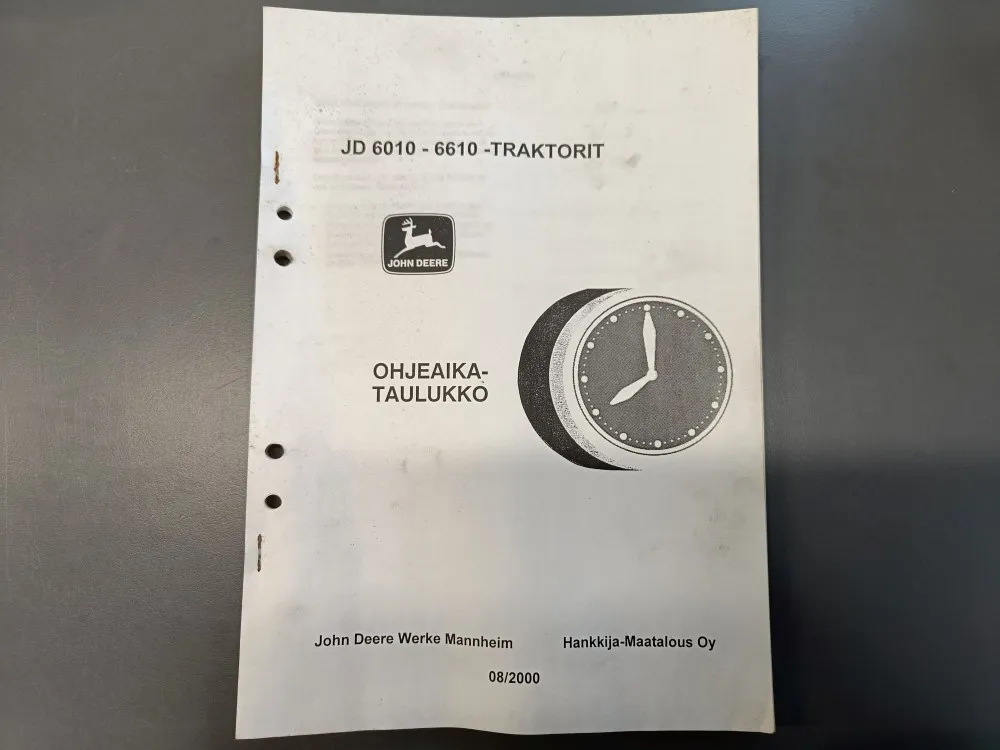 JD 6010 - 6610 -TRAKTORIT
JOHN DEERE
OHJEAIKA-
TAULUKKO
John Deere Werke Mannheim
Hankkija-Maatalous Oy
08/2000